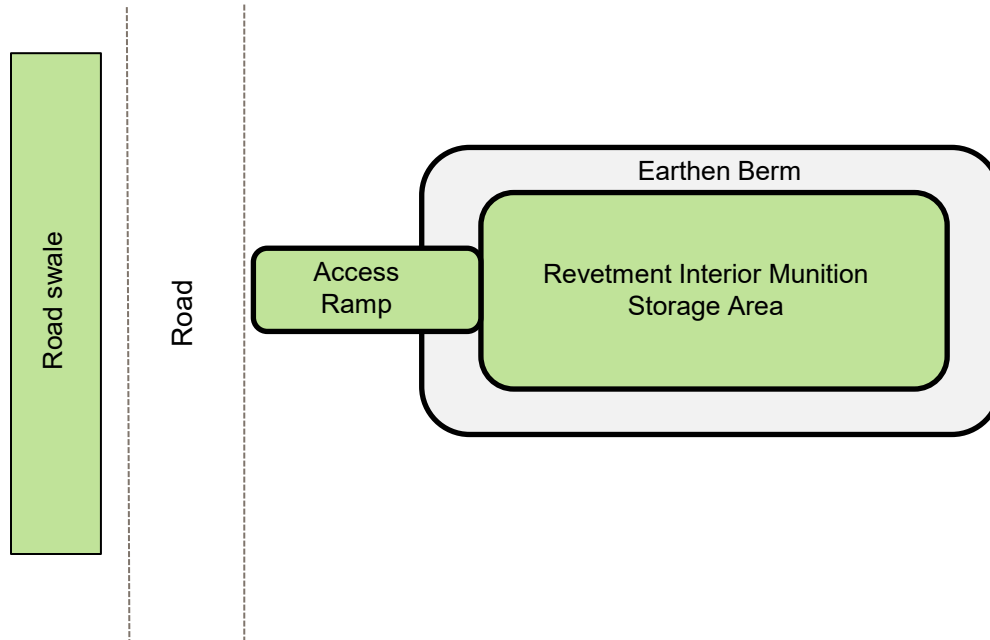 Road swale
Road
Access
Ramp
Earthen Berm
Revetment Interior Munition
Storage Area